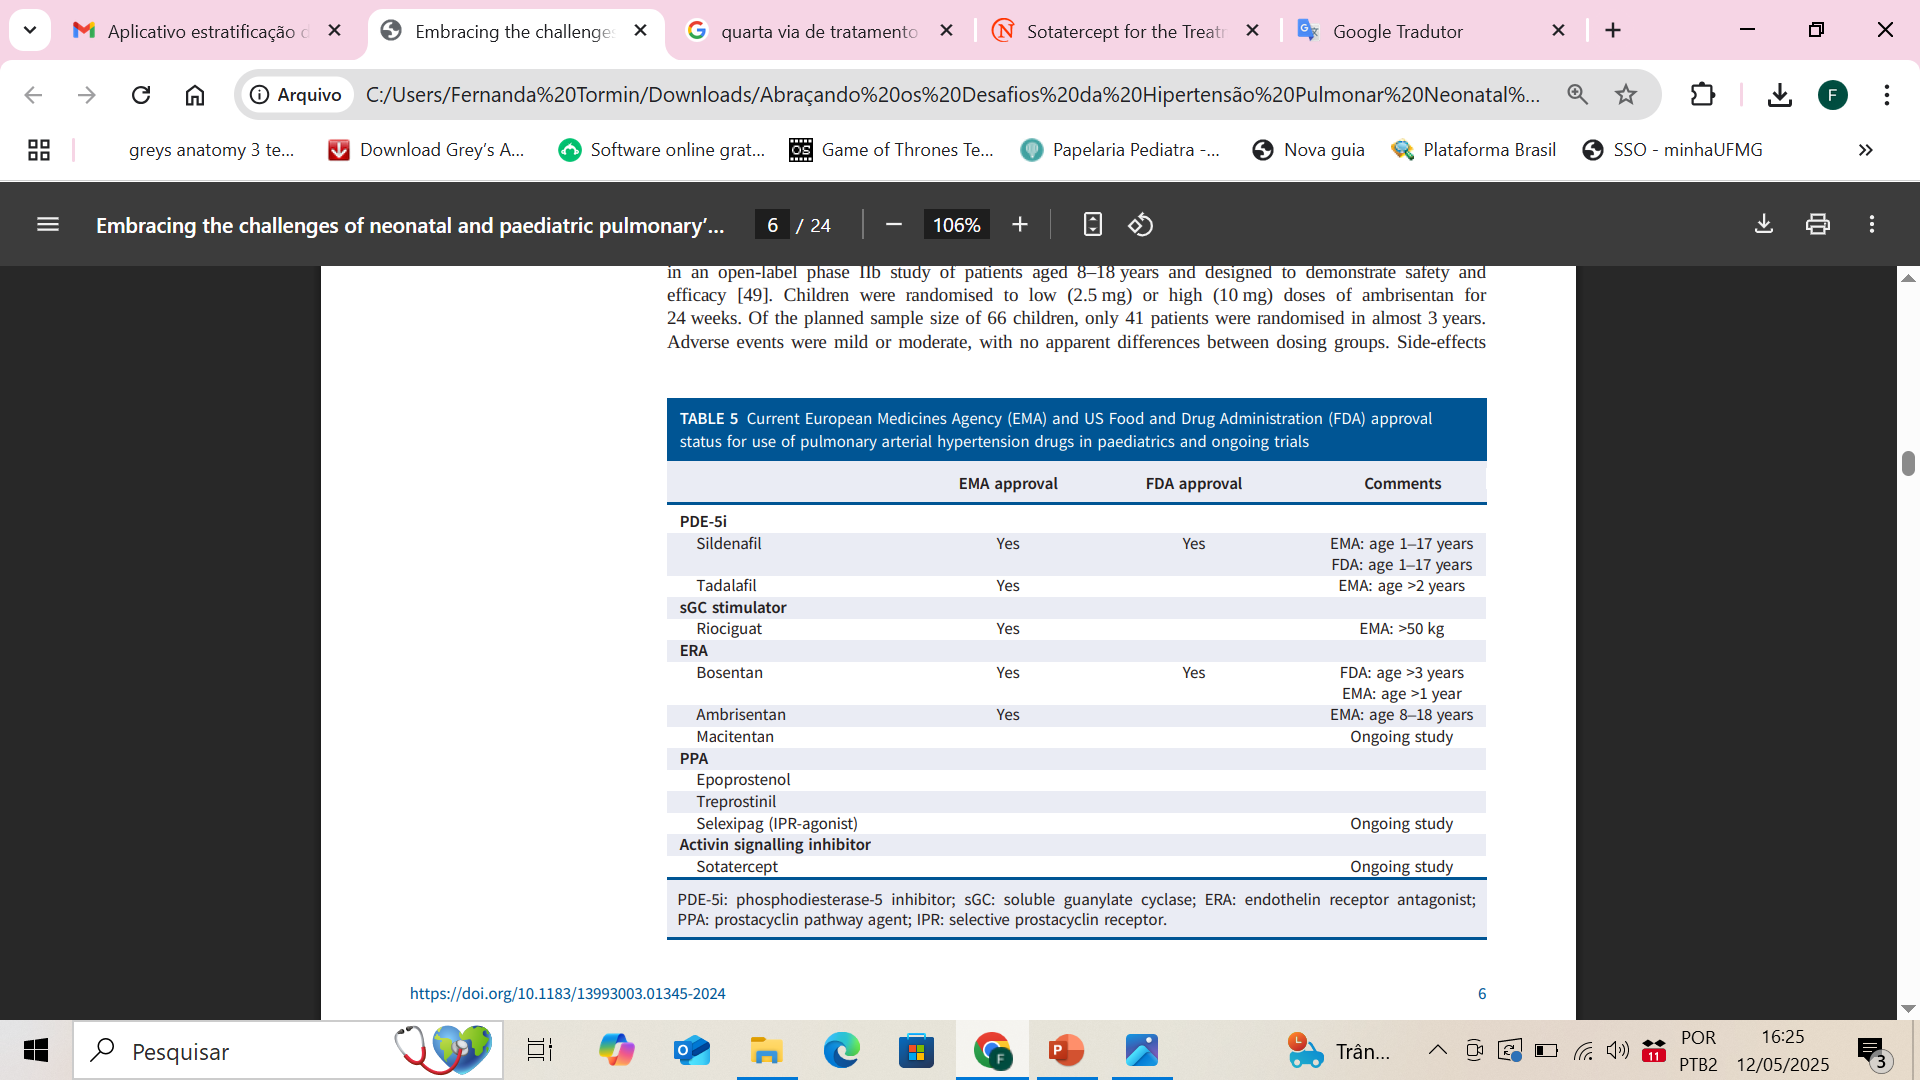 Aplicativo estratificação d
Embracing the challenges
quarta via de tratamento
Sotatercept for the Treatr
Google Tradutor
Arquivo
C:/Users/Fernanda%20Tormin/Downloads/Abraçando%20os%20Desafios%20da%20Hipertensão%20Pulmonar%20Neonatal%...
F
greys anatomy 3 te...
Download Grey's A...
Software online grat...
Game of Thrones Te...
Papelaria Pediatra -...
Nova guia
Plataforma Brasil
SSO - minhaUFMG
Embracing the challenges of neonatal and paediatric pulmonary'...
6 / 24
106%
in an open-label phase IIb study of patients aged 8–18 years and designed to demonstrate safety and
efficacy [49]. Children were randomised to low (2.5 mg) or high (10 mg) doses of ambrisentan for
24 weeks. Of the planned sample size of 66 children, only 41 patients were randomised in almost 3 years.
Adverse events were mild or moderate, with no apparent differences between dosing groups. Side-effects
TABLE 5 Current European Medicines Agency (EMA) and US Food and Drug Administration (FDA) approval
status for use of pulmonary arterial hypertension drugs in paediatrics and ongoing trials
EMA approval FDA approval Comments
PDE-5i
Sildenafil Yes Yes EMA: age 1–17 years
FDA: age 1–17 years
Tadalafil Yes EMA: age >2 years
sGC stimulator
Riociguat Yes EMA: >50 kg
ERA
Bosentan Yes Yes FDA: age >3 years
EMA: age >1 year
Ambrisentan Yes EMA: age 8–18 years
Macitentan Ongoing study
PPA
Epoprostenol
Treprostinil
Selexipag (IPR-agonist) Ongoing study
Activin signalling inhibitor
Sotatercept Ongoing study
PDE-5i: phosphodiesterase-5 inhibitor; sGC: soluble guanylate cyclase; ERA: endothelin receptor antagonist;
PPA: prostacyclin pathway agent; IPR: selective prostacyclin receptor.
https://doi.org/10.1183/13993003.01345-2024 6
Pesquisar
Trân...
11
POR
PTB2
16:25
12/05/2025
3